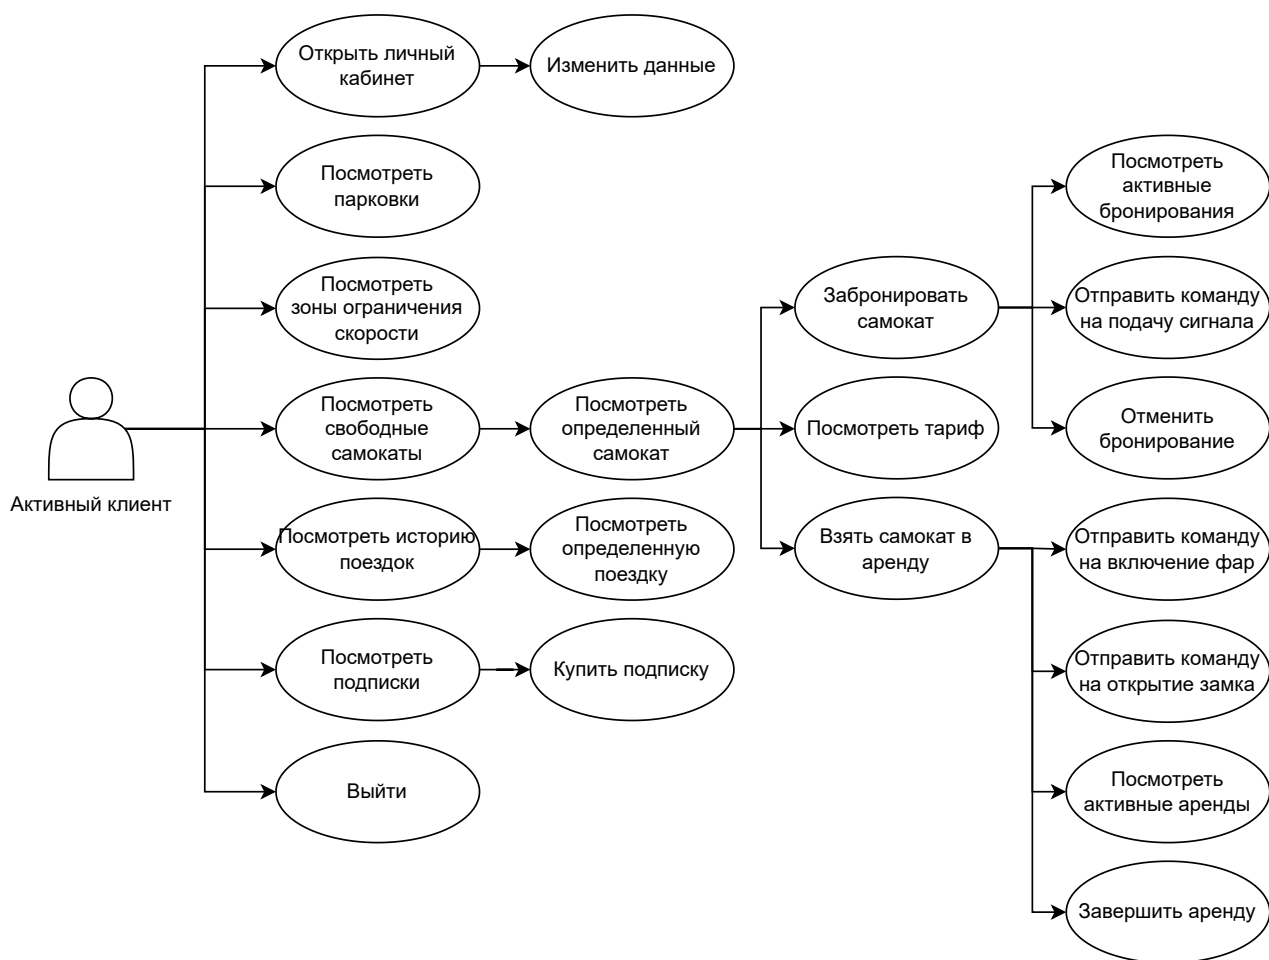 Открыть личный
кабинет
Изменить данные
Посмотреть
парковки
Посмотреть
активные
бронирования
Посмотреть
зоны ограничения
скорости
Забронировать
самокат
Отправить команду
на подачу сигнала
Активный клиент
Посмотреть
свободные
самокаты
Посмотреть
определенный
самокат
Посмотреть тариф
Отменить
бронирование
Посмотреть историю
поездок
Посмотреть
определенную
поездку
Взять самокат в
аренду
Отправить команду
на включение фар
Посмотреть
подписки
Купить подписку
Отправить команду
на открытие замка
Выйти
Посмотреть
активные аренды
Завершить аренду